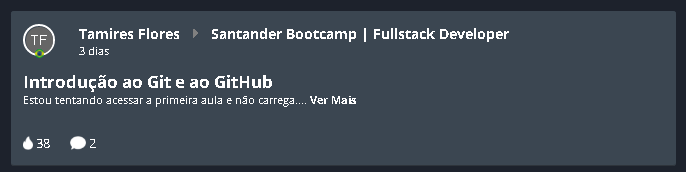 TF
Tamires Flores Santander Bootcamp | Fullstack Developer
3 dias
Introdução ao Git e ao GitHub
Estou tentando acessar a primeira aula e não carrega.... Ver Mais
38 2